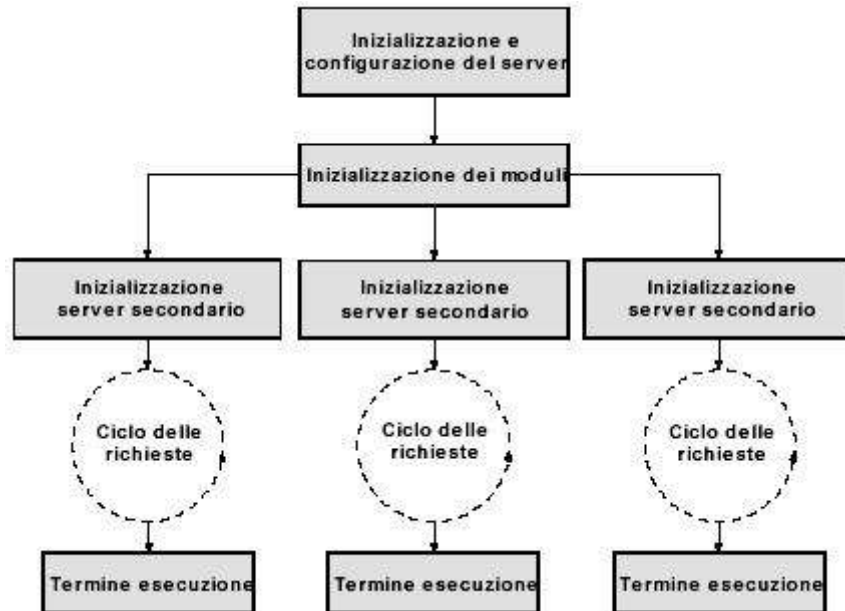 Inizializzazione e
configurazione del server
Inizializzazione dei moduli
Inizializzazione
server secondario
Inizializzazione
server secondario
Inizializzazione
server secondario
Ciclo delle
richieste
Ciclo delle
richieste
Ciclo delle
richieste
Termine esecuzione
Termine esecuzione
Termine esecuzione